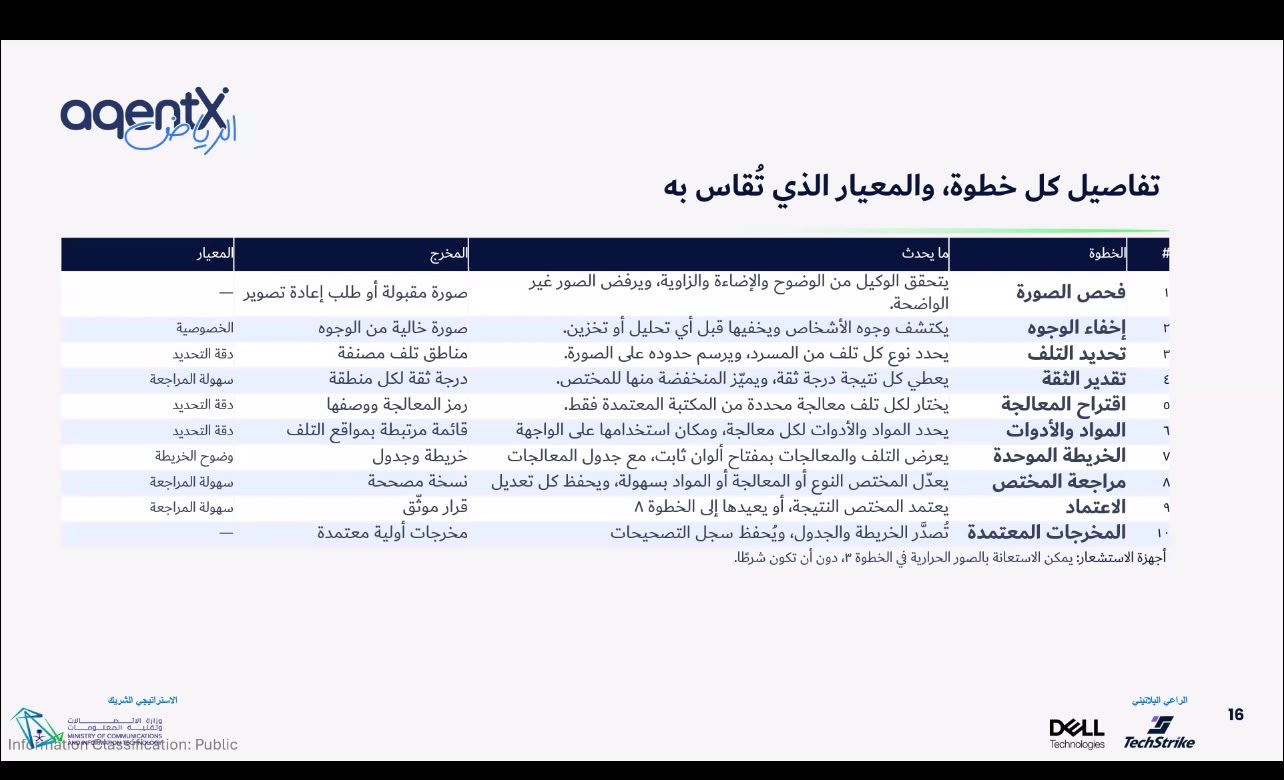 aqentX
الرياض
تفاصيل كل خطوة، والمعيار الذي تُقاس به
# الخطوة ما يحدث المخرج المعيار
١ فحص الصورة يتحقق الوكيل من الوضوح والإضاءة والزاوية، ويرفض الصور غير الواضحة. صورة مقبولة أو طلب إعادة تصوير —
٢ إخفاء الوجوه يكتشف وجوه الأشخاص ويخفيها قبل أي تحليل أو تخزين. صورة خالية من الوجوه الخصوصية
٣ تحديد التلف يحدد نوع كل تلف من المسرد، ويرسم حدوده على الصورة. مناطق تلف مصنفة دقة التحديد
٤ تقدير الثقة يعطي كل نتيجة درجة ثقة، ويميّز المنخفضة منها للمختص. درجة ثقة لكل منطقة سهولة المراجعة
٥ اقتراح المعالجة يختار لكل تلف معالجة محددة من المكتبة المعتمدة فقط. رمز المعالجة ووصفها دقة التحديد
٦ المواد والأدوات يحدد المواد والأدوات لكل معالجة، ومكان استخدامها على الواجهة قائمة مرتبطة بمواقع التلف دقة التحديد
٧ الخريطة الموحدة يعرض التلف والمعالجات بمفتاح ألوان ثابت، مع جدول المعالجات خريطة وجدول وضوح الخريطة
٨ مراجعة المختص يعدّل المختص النوع أو المعالجة أو المواد بسهولة، ويحفظ كل تعديل نسخة مصححة سهولة المراجعة
٩ الاعتماد يعتمد المختص النتيجة، أو يعيدها إلى الخطوة ٨ قرار موثّق سهولة المراجعة
١٠ المخرجات المعتمدة تُصدَّر الخريطة والجدول، ويُحفظ سجل التصحيحات مخرجات أولية معتمدة —
أجهزة الاستشعار: يمكن الاستعانة بالصور الحرارية في الخطوة ٣، دون أن تكون شرطًا.
الراعي البلاتيني
DELL Technologies
TechStrike
16
الاستراتيجي الشريك
وزارة الاتصالات
وتقنية المعلومات
MINISTRY OF COMMUNICATIONS
AND INFORMATION TECHNOLOGY
Information Classification: Public